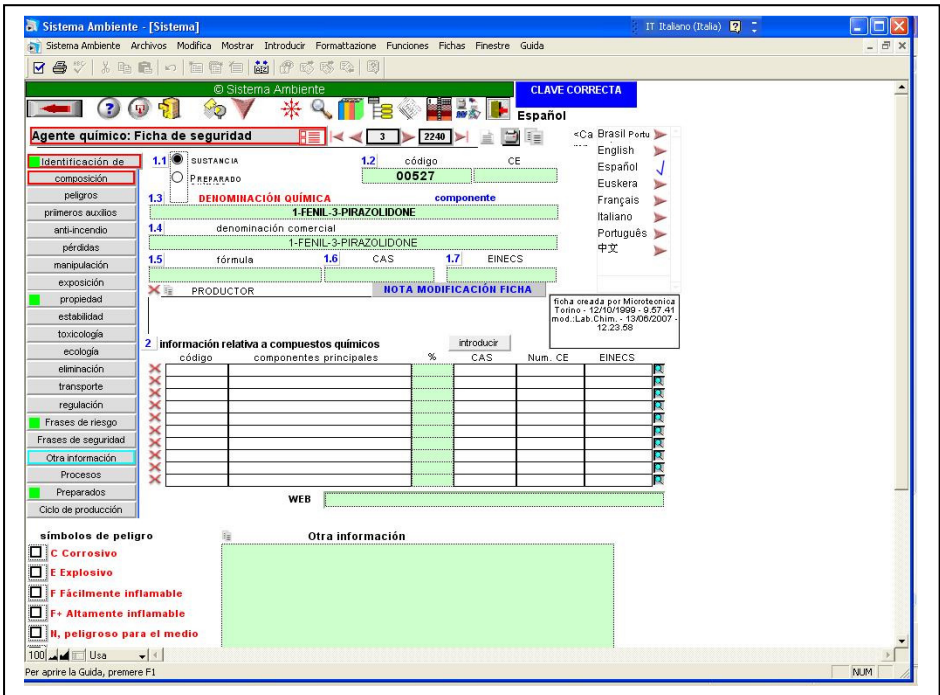 Sistema Ambiente - [Sistema]
IT Italiano (Italia)
Sistema Ambiente Archivos Modifica Mostrar Introducir Formattazione Funciones Fichas Finestre Guida
© Sistema Ambiente
CLAVE CORRECTA
Español
Agente químico: Ficha de seguridad
3
2240
<Ca
Brasil Portu
English
Español
Euskera
Français
Italiano
Português
中文
Identificación de
composición
peligros
priimeros auxilios
anti-incendio
pérdidas
manipulación
exposición
propiedad
estabilidad
toxicología
ecología
eliminación
transporte
regulación
Frases de riesgo
Frases de seguridad
Otra información
Procesos
Preparados
Ciclo de producción
1.1 SUSTANCIA
PREPARADO
1.2 código CE
00527
1.3 DENOMINACIÓN QUÍMICA componente
1-FENIL-3-PIRAZOLIDONE
1.4 denominación comercial
1-FENIL-3-PIRAZOLIDONE
1.5 fórmula 1.6 CAS 1.7 EINECS
PRODUCTOR NOTA MODIFICACIÓN FICHA
ficha creada por Microtecnica
Torino - 12/10/1999 - 9.57.41
mod.:Lab.Chim. - 13/06/2007 -
12.23.58
2 información relativa a compuestos químicos introducir
código componentes principales % CAS Num. CE EINECS
WEB
símbolos de peligro
C Corrosivo
E Explosivo
F Fácilmente inflamable
F+ Altamente inflamable
N, peligroso para el medio
Otra información
100 Usa
Per aprire la Guida, premere F1
NUM